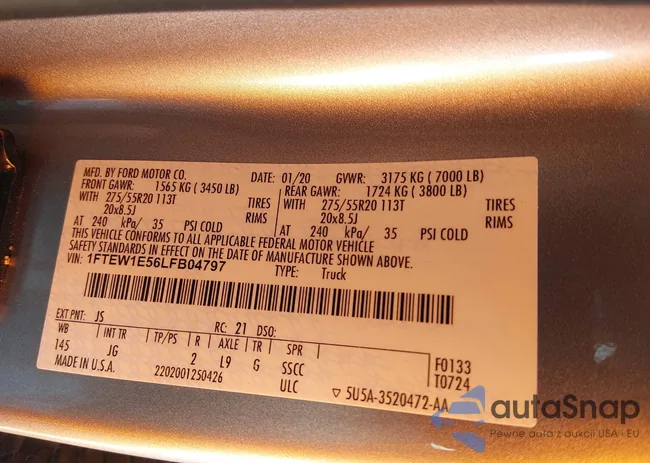 MFD. BY FORD MOTOR CO. DATE: 01/20 GVWR: 3175 KG ( 7000 LB)
FRONT GAWR: 1565 KG ( 3450 LB) REAR GAWR: 1724 KG ( 3800 LB)
WITH 275/55R20 113T TIRES WITH 275/55R20 113T TIRES
20x8.5J RIMS 20x8.5J RIMS
AT 240 kPa/ 35 PSI COLD AT 240 kPa/ 35 PSI COLD
THIS VEHICLE CONFORMS TO ALL APPLICABLE FEDERAL MOTOR VEHICLE
SAFETY STANDARDS IN EFFECT ON THE DATE OF MANUFACTURE SHOWN ABOVE.
VIN: 1FTEW1E56LFB04797 TYPE: Truck
EXT PNT: JS RC: 21 DSO:
WB INT TR TP/PS R AXLE TR SPR
145 JG 2 L9 G SSCC F0133
MADE IN U.S.A. 2202001250426 ULC T0724
5U5A-3520472-AA
autaSnap
Pewne auta z aukcji USA i EU